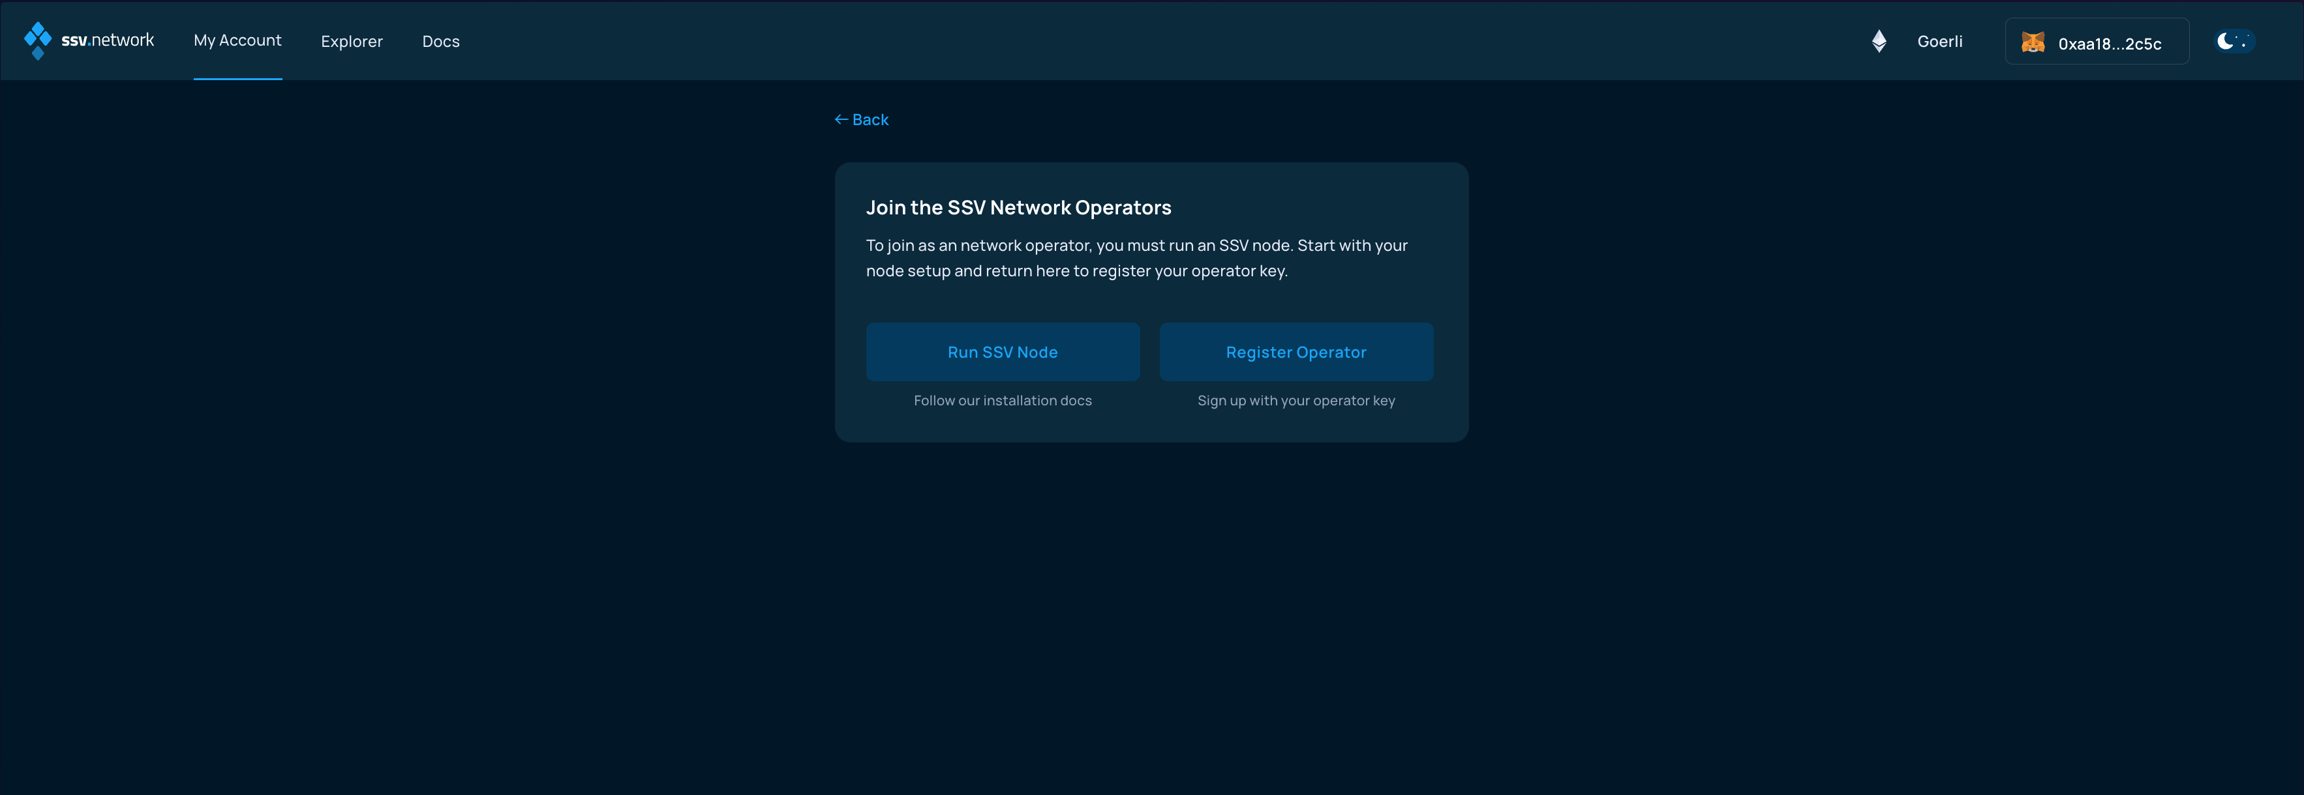 ssv.network
My Account
Explorer
Docs
Goerli
0xaa18...2c5c
← Back
Join the SSV Network Operators
To join as an network operator, you must run an SSV node. Start with your
node setup and return here to register your operator key.
Run SSV Node
Register Operator
Follow our installation docs
Sign up with your operator key